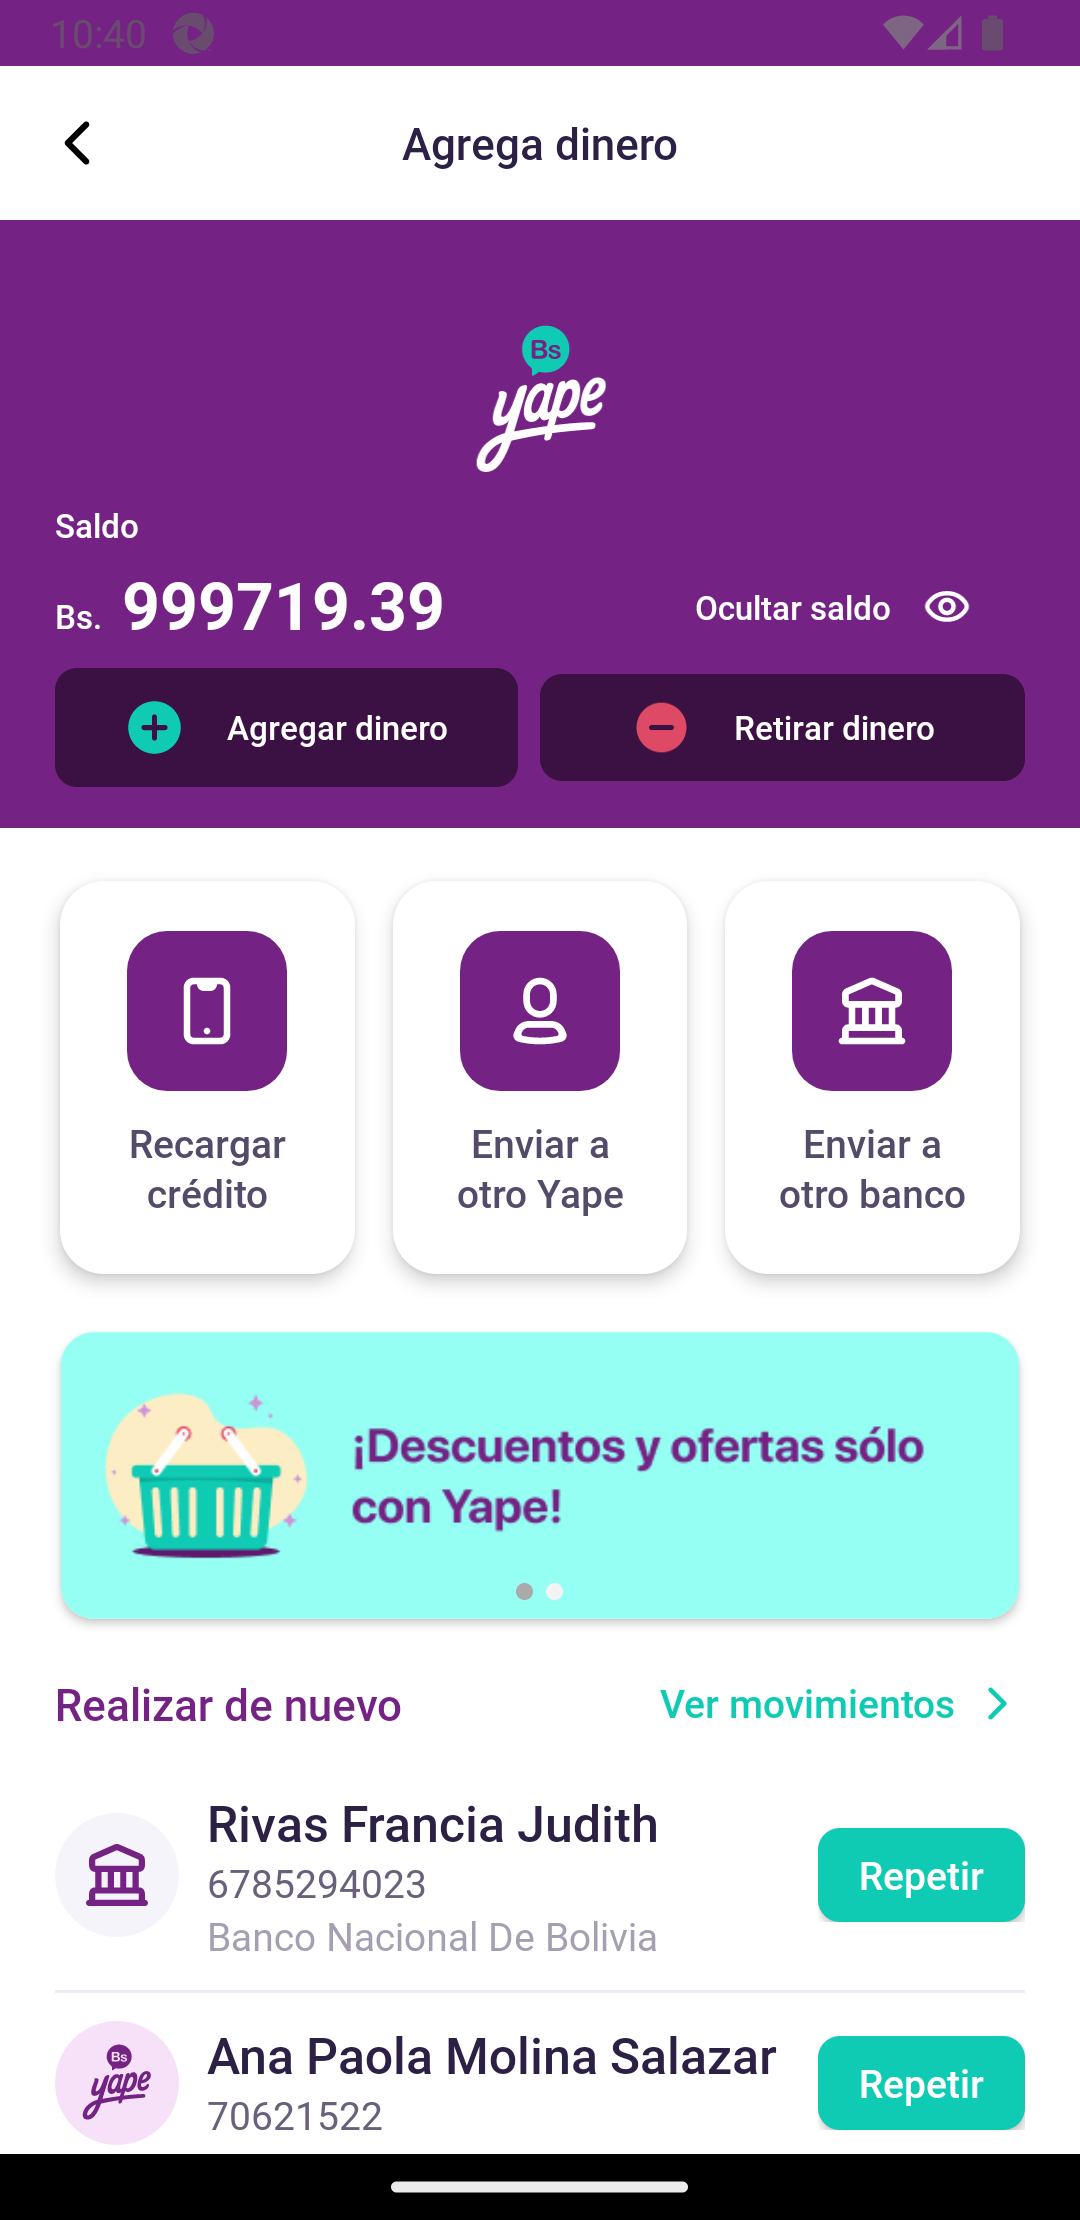 10:40
Agrega dinero
Bs
yape
Saldo
Bs. 999719.39
Ocultar saldo
Agregar dinero
Retirar dinero
Recargar
crédito
Enviar a
otro Yape
Enviar a
otro banco
¡Descuentos y ofertas sólo
con Yape!
Realizar de nuevo
Ver movimientos
Rivas Francia Judith
6785294023
Banco Nacional De Bolivia
Repetir
Bs
yape
Ana Paola Molina Salazar
70621522
Repetir